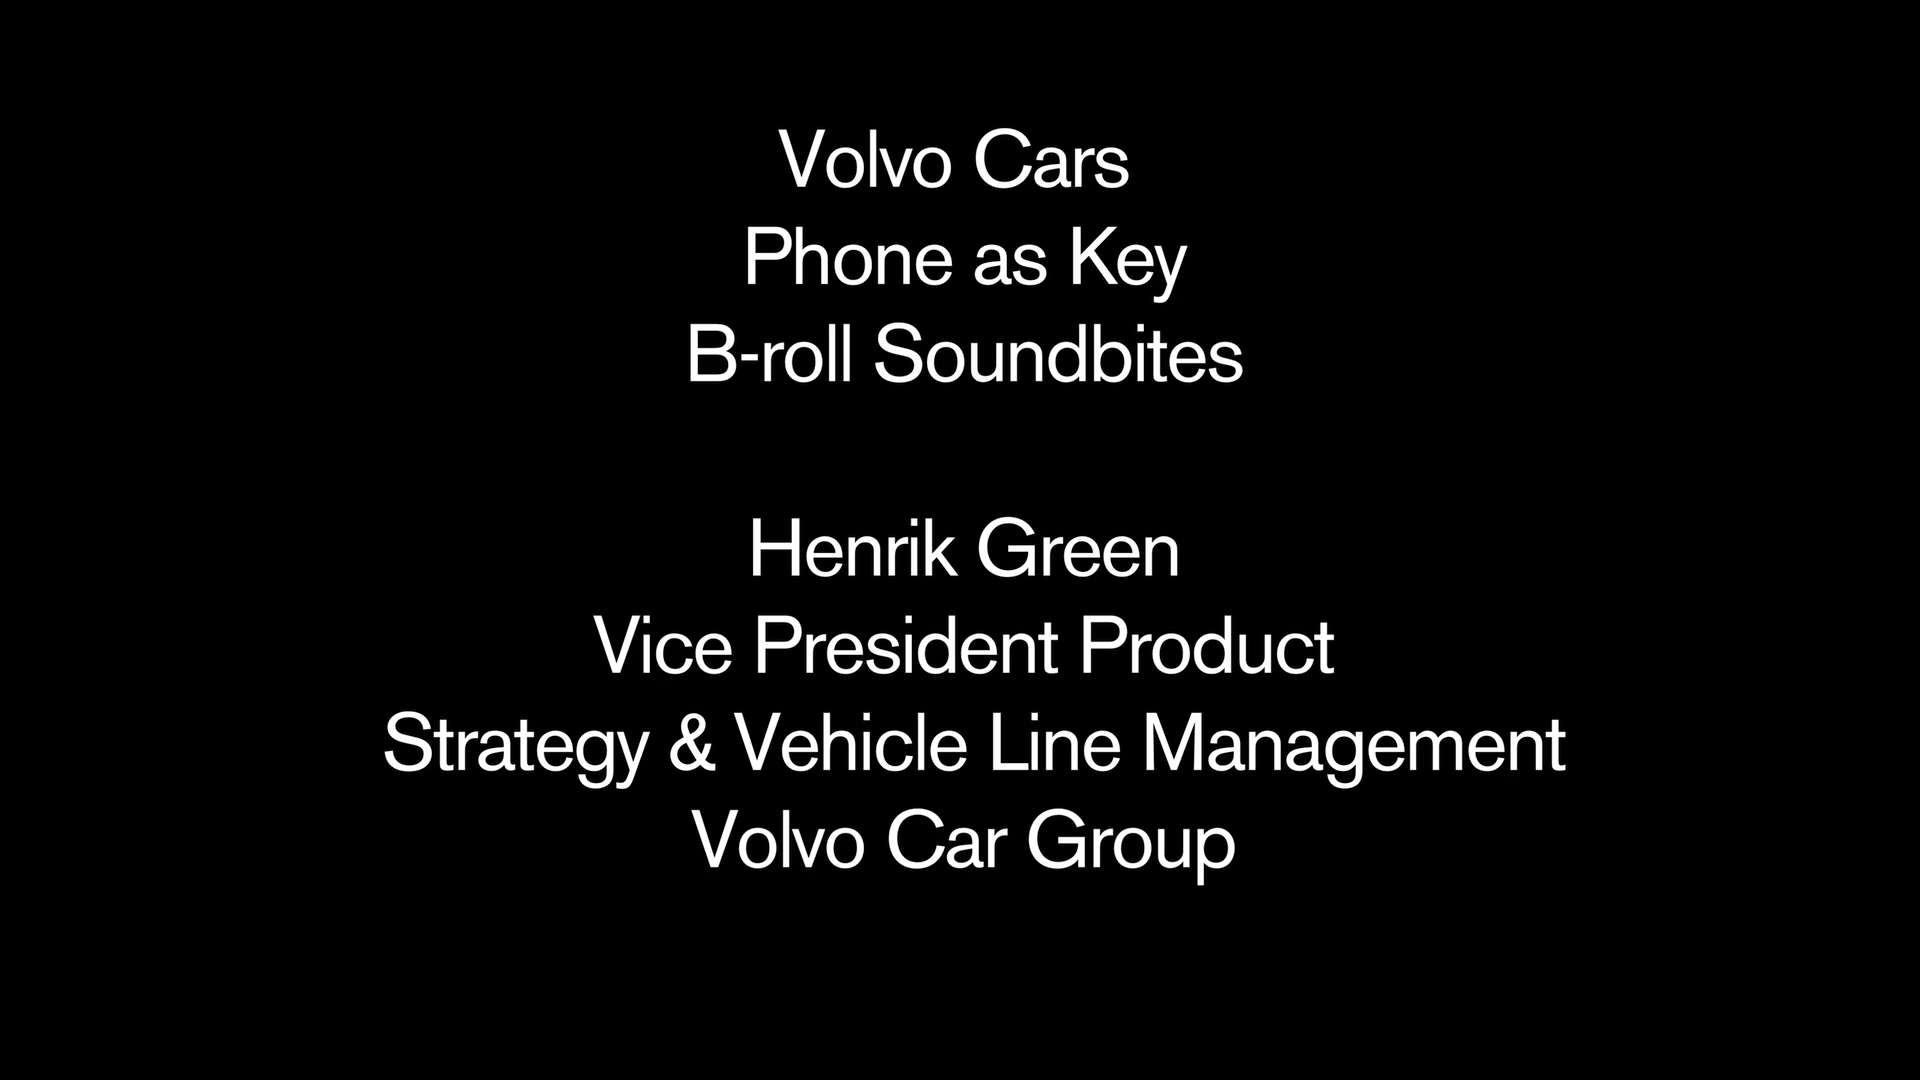 Volvo Cars
Phone as Key
B-roll Soundbites
Henrik Green
Vice President Product
Strategy & Vehicle Line Management
Volvo Car Group